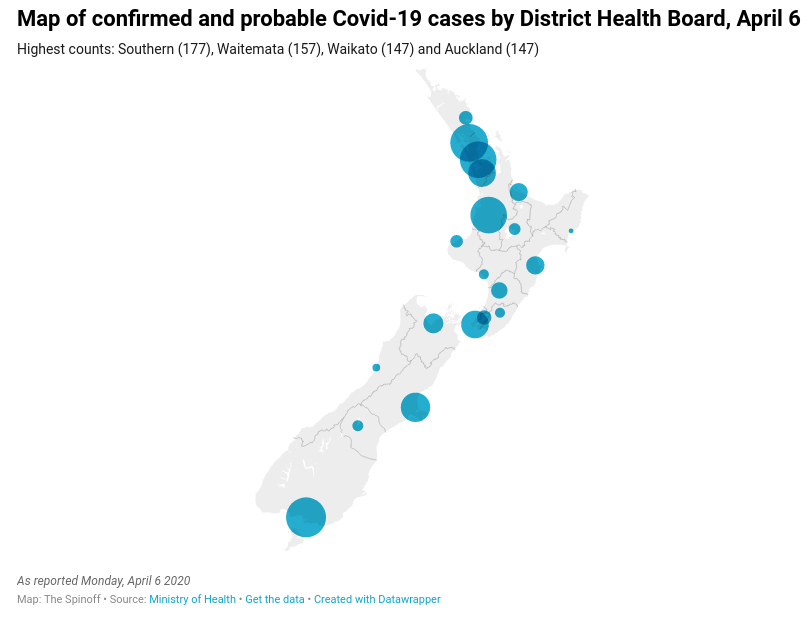 Map of confirmed and probable Covid-19 cases by District Health Board, April 6
Highest counts: Southern (177), Waitemata (157), Waikato (147) and Auckland (147)
As reported Monday, April 6 2020
Map: The Spinoff • Source: Ministry of Health • Get the data • Created with Datawrapper